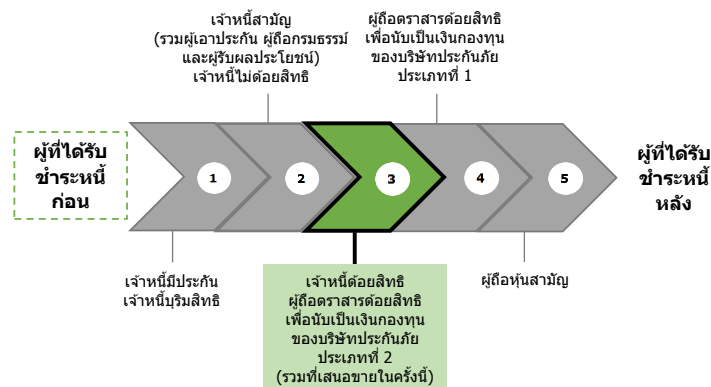 เจ้าหนี้สามัญ
(รวมผู้เอาประกัน ผู้ถือกรมธรรม์
และผู้รับผลประโยชน์)
เจ้าหนี้ไม่ด้อยสิทธิ
ผู้ถือตราสารด้อยสิทธิ
เพื่อนับเป็นเงินกองทุน
ของบริษัทประกันภัย
ประเภทที่ 1
ผู้ที่ได้รับ
ชำระหนี้
ก่อน
1
2
3
4
5
ผู้ที่ได้รับ
ชำระหนี้
หลัง
เจ้าหนี้มีประกัน
เจ้าหนี้บุริมสิทธิ
เจ้าหนี้ด้อยสิทธิ
ผู้ถือตราสารด้อยสิทธิ
เพื่อนับเป็นเงินกองทุน
ของบริษัทประกันภัย
ประเภทที่ 2
(รวมที่เสนอขายในครั้งนี้)
ผู้ถือหุ้นสามัญ